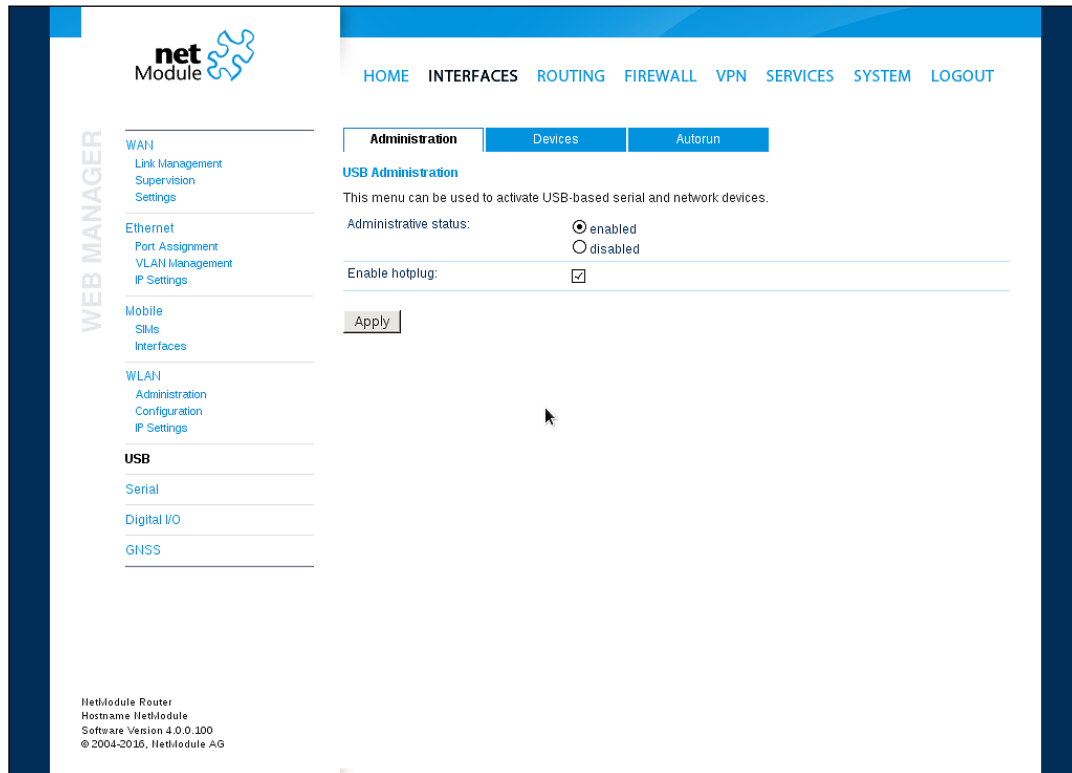 net
Module
HOME INTERFACES ROUTING FIREWALL VPN SERVICES SYSTEM LOGOUT
WEB MANAGER
WAN
Link Management
Supervision
Settings
Ethernet
Port Assignment
VLAN Management
IP Settings
Mobile
SIMs
Interfaces
WLAN
Administration
Configuration
IP Settings
USB
Serial
Digital I/O
GNSS
Administration Devices Autorun
USB Administration
This menu can be used to activate USB-based serial and network devices.
Administrative status: enabled
disabled
Enable hotplug:
Apply
NetModule Router
Hostname NetModule
Software Version 4.0.0.100
© 2004-2016, NetModule AG